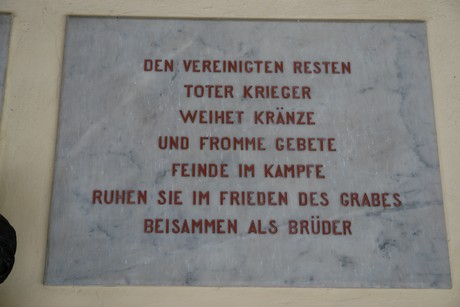 DEN VEREINIGTEN RESTEN
TOTER KRIEGER
WEIHET KRÄNZE
UND FROMME GEBETE
FEINDE IM KAMPFE
RUHEN SIE IM FRIEDEN DES GRABES
BEISAMMEN ALS BRÜDER